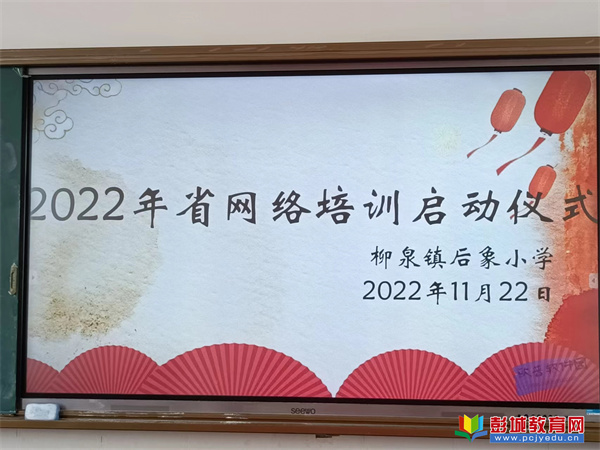 2022年省网络培训启动仪式
柳泉镇后象小学
2022年11月22日
seewo
彭城教育网
www.pcjyedu.cn